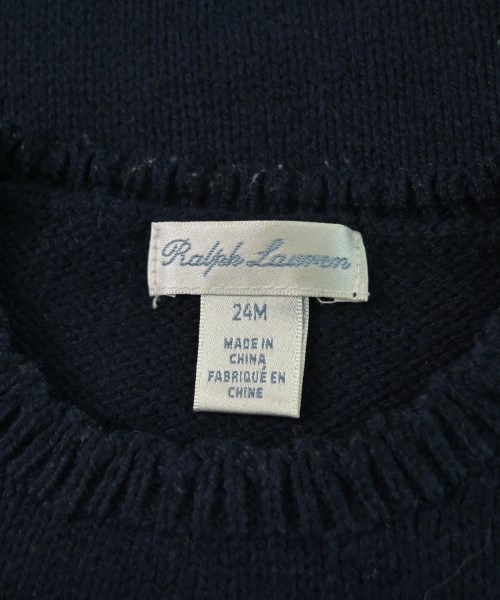 Ralph Lauren
24M
MADE IN
CHINA
FABRIQUÉ EN
CHINE